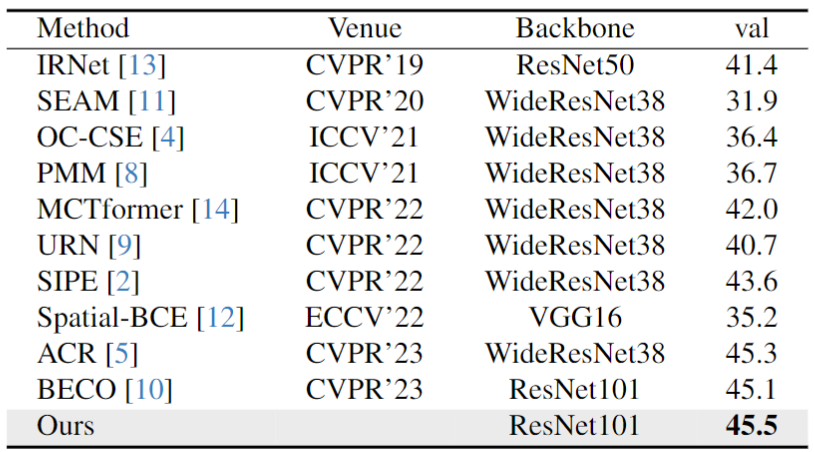 Method Venue Backbone val
IRNet [13] CVPR’19 ResNet50 41.4
SEAM [11] CVPR’20 WideResNet38 31.9
OC-CSE [4] ICCV’21 WideResNet38 36.4
PMM [8] ICCV’21 WideResNet38 36.7
MCTformer [14] CVPR’22 WideResNet38 42.0
URN [9] CVPR’22 WideResNet38 40.7
SIPE [2] CVPR’22 WideResNet38 43.6
Spatial-BCE [12] ECCV’22 VGG16 35.2
ACR [5] CVPR’23 WideResNet38 45.3
BECO [10] CVPR’23 ResNet101 45.1
Ours ResNet101 45.5